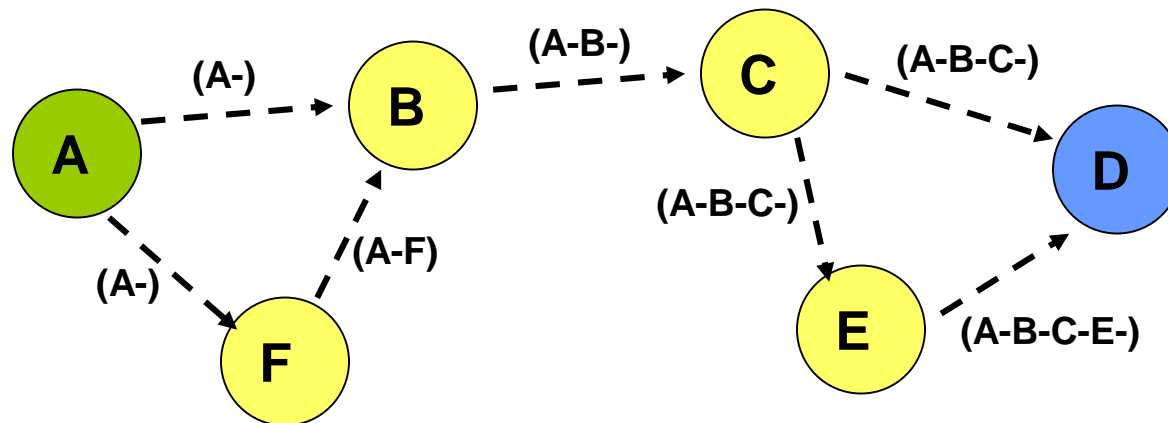 (A-B-)
(A-)
C
(A-B-C-)
B
A
D
(A-B-C-)
(A-F)
(A-)
E
(A-B-C-E-)
F